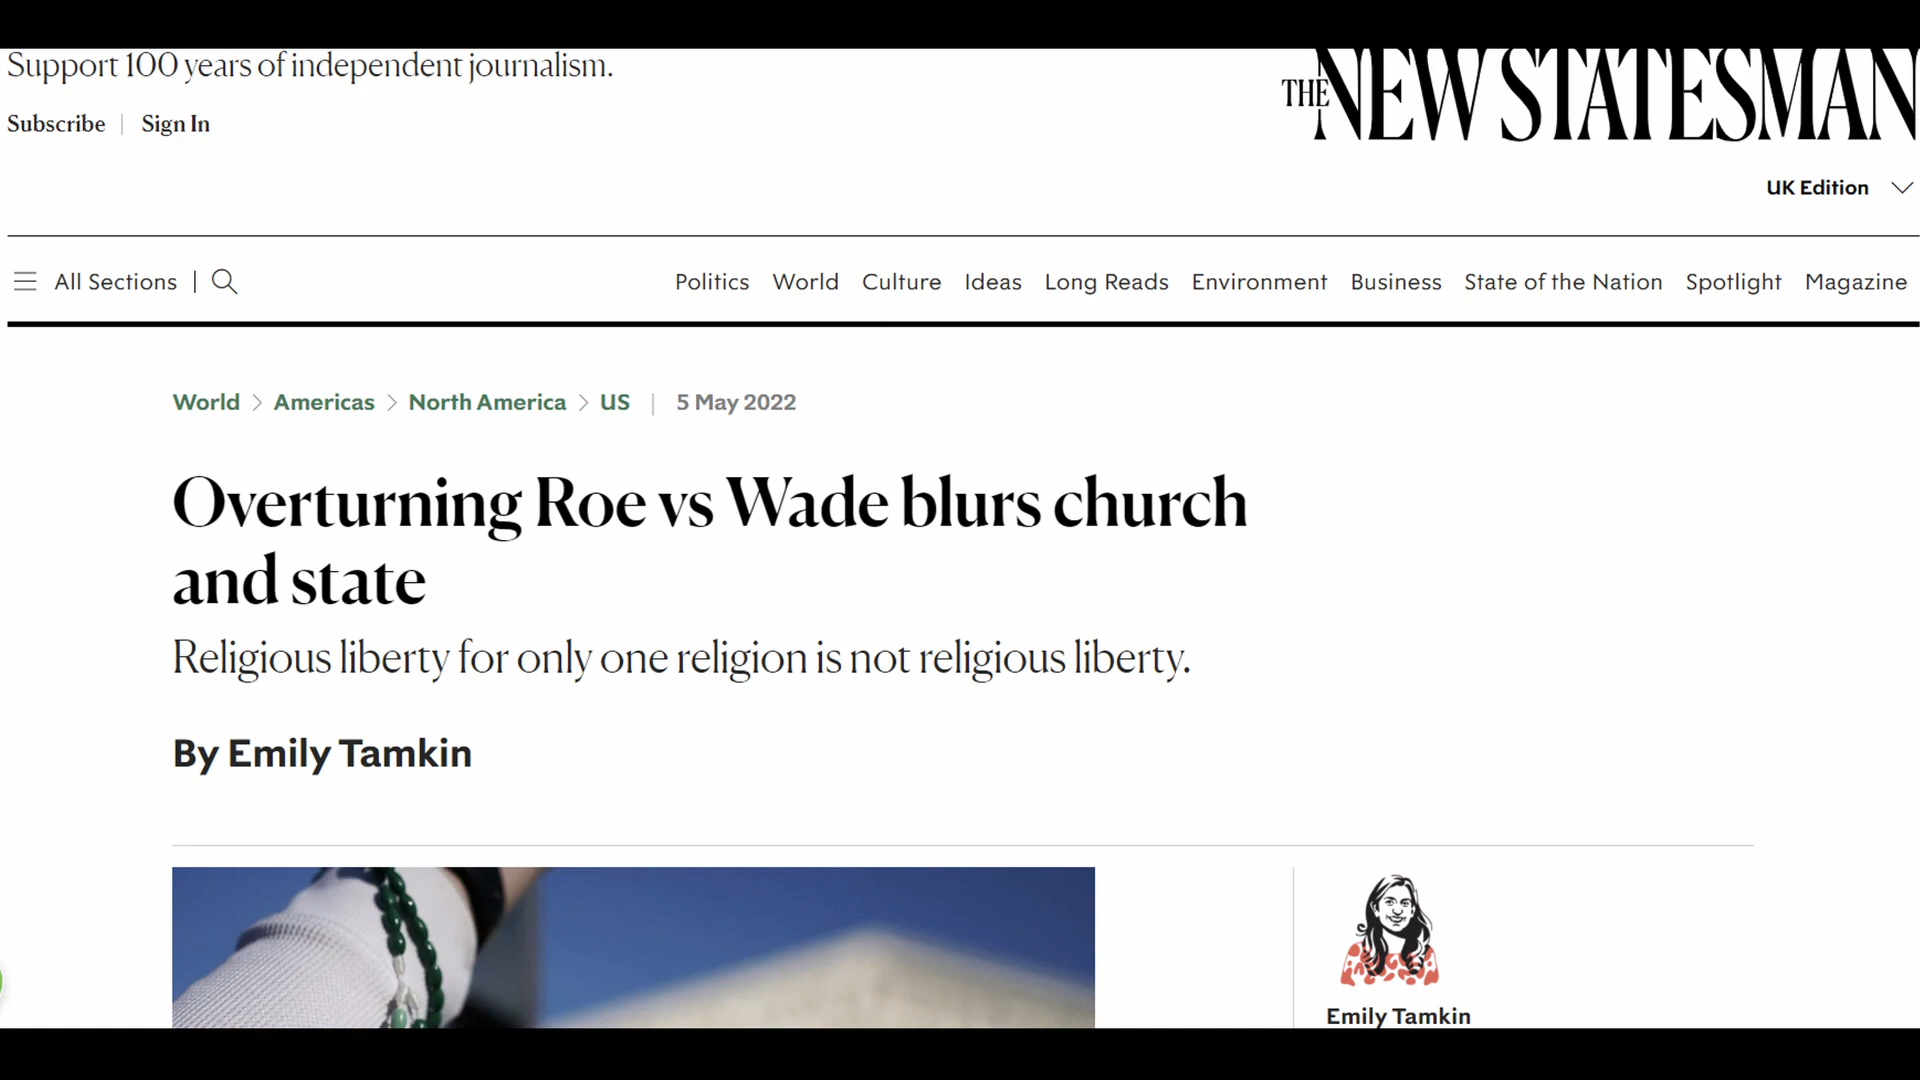 Support 100 years of independent journalism.
THE NEW STATESMAN
Subscribe | Sign In
UK Edition
All Sections |
Politics World Culture Ideas Long Reads Environment Business State of the Nation Spotlight Magazine
World > Americas > North America > US | 5 May 2022
Overturning Roe vs Wade blurs church
and state
Religious liberty for only one religion is not religious liberty.
By Emily Tamkin
Emily Tamkin